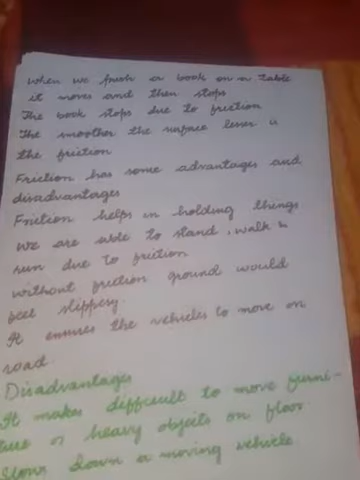 when we push a book on a table
it moves and then stops
The book stops due to friction
The smoother the surface lesser is
the friction
Friction has some advantages and
disadvantages
Friction helps in holding things
we are able to stand, walk &
run due to friction
without friction ground would
feel slippery.
It ensures the vehicles to move on
road
Disadvantages
It makes difficult to move furni-
ture or heavy objects on floor
Slows down a moving vehicle